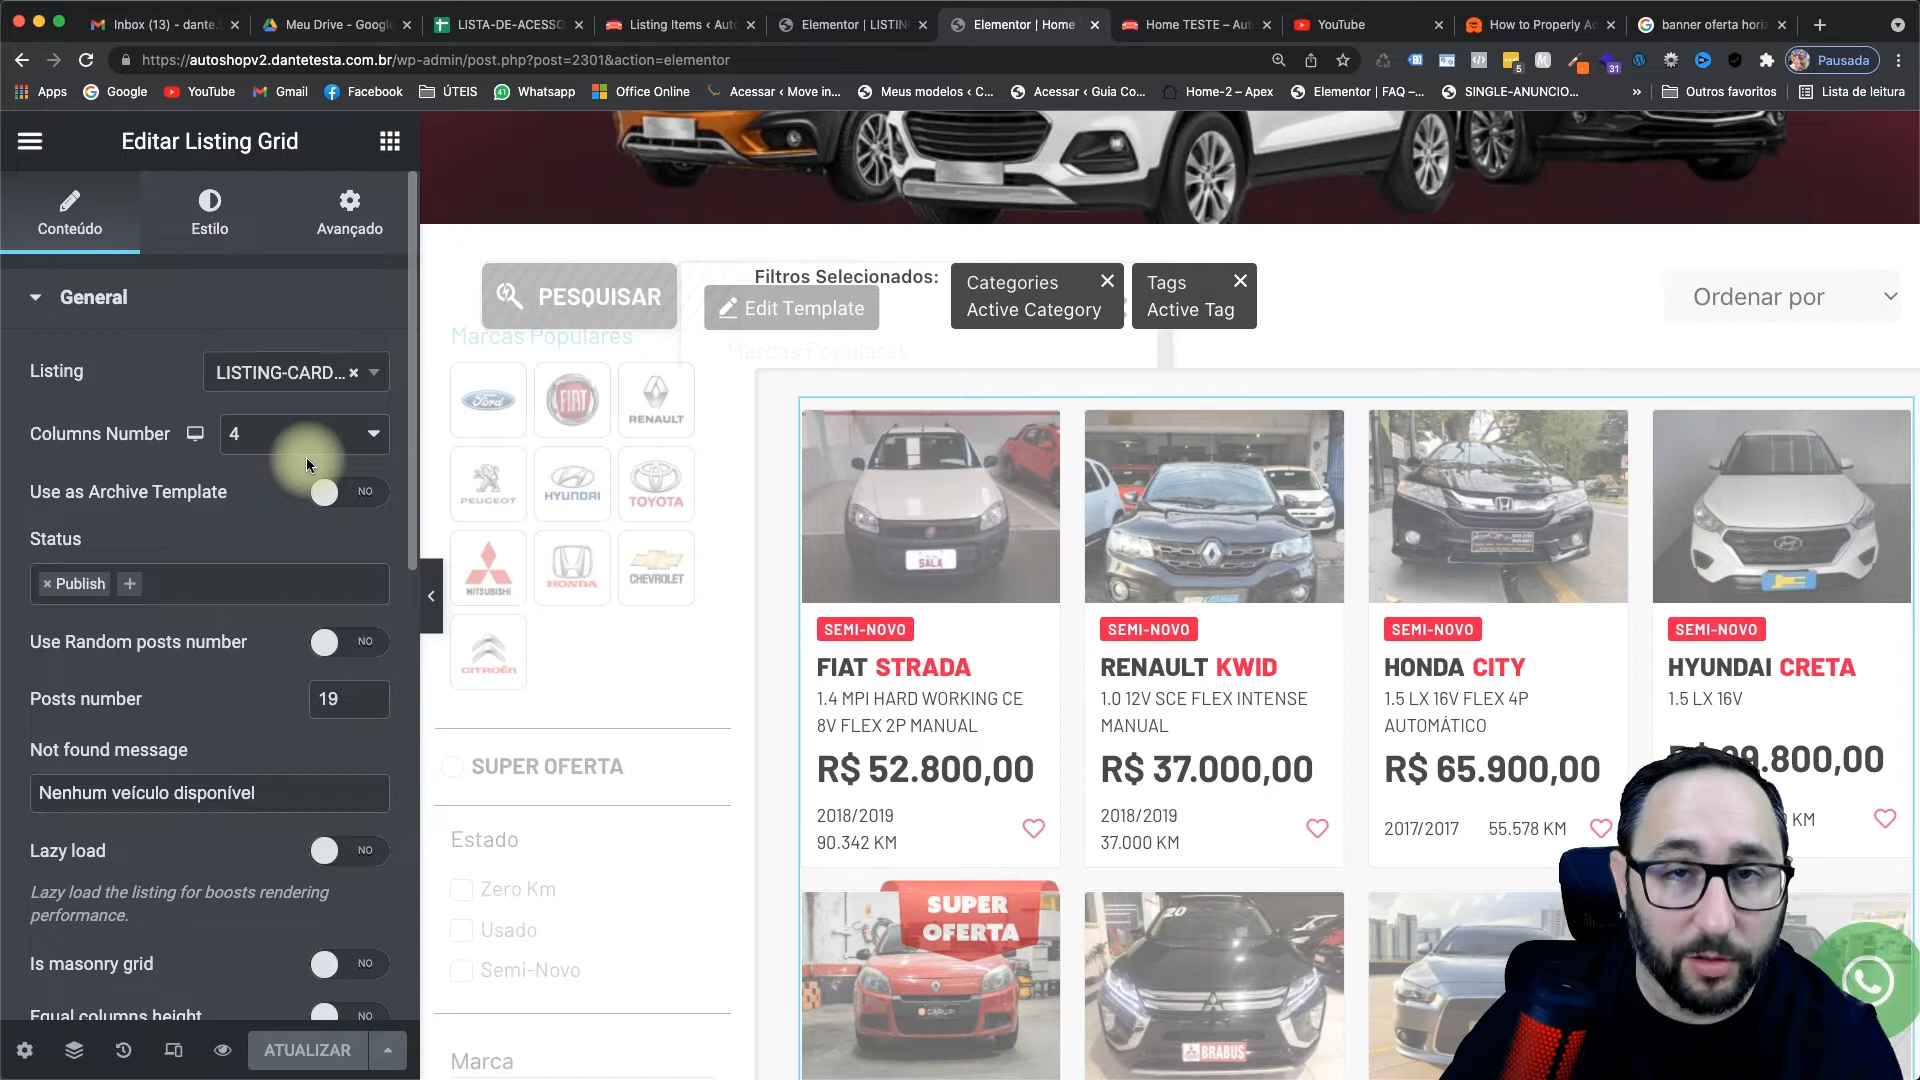 Inbox (13) - dante.
Meu Drive - Google
LISTA-DE-ACESSO
Listing Items ‹ Aut
Elementor | LISTIN
Elementor | Home
Home TESTE – Au
YouTube
How to Properly A
banner oferta hori
https://autoshopv2.dantetesta.com.br/wp-admin/post.php?post=2301&action=elementor
5
31
Pausada
Apps
Google
YouTube
Gmail
Facebook
ÚTEIS
Whatsapp
Office Online
Acessar ‹ Move in...
Meus modelos ‹ C...
Acessar ‹ Guia Co...
Home-2 – Apex
Elementor | FAQ –...
SINGLE-ANUNCIO...
»
Outros favoritos
Lista de leitura
Editar Listing Grid
Conteúdo
Estilo
Avançado
General
Listing
LISTING-CARD...
Columns Number
4
Use as Archive Template
NO
Status
× Publish +
Use Random posts number
NO
Posts number
19
Not found message
Nenhum veículo disponível
Lazy load
NO
Lazy load the listing for boosts rendering
performance.
Is masonry grid
NO
Equal columns height
NO
ATUALIZAR
PESQUISAR
Filtros Selecionados:
Edit Template
Categories
Active Category
Tags
Active Tag
Ordenar por
Marcas Populares
Marcas Populares
Ford
FIAT
RENAULT
PEUGEOT
HYUNDAI
TOYOTA
MITSUBISHI
HONDA
CHEVROLET
CITROËN
SUPER OFERTA
Estado
Zero Km
Usado
Semi-Novo
Marca
SALA
SEMI-NOVO
FIAT STRADA
1.4 MPI HARD WORKING CE
8V FLEX 2P MANUAL
R$ 52.800,00
2018/2019
90.342 KM
SEMI-NOVO
RENAULT KWID
1.0 12V SCE FLEX INTENSE
MANUAL
R$ 37.000,00
2018/2019
37.000 KM
SEMI-NOVO
HONDA CITY
1.5 LX 16V FLEX 4P
AUTOMÁTICO
R$ 65.900,00
2017/2017
55.578 KM
SEMI-NOVO
HYUNDAI CRETA
1.5 LX 16V
9.800,00
KM
SUPER
OFERTA
CARUPI
20
BRABUS